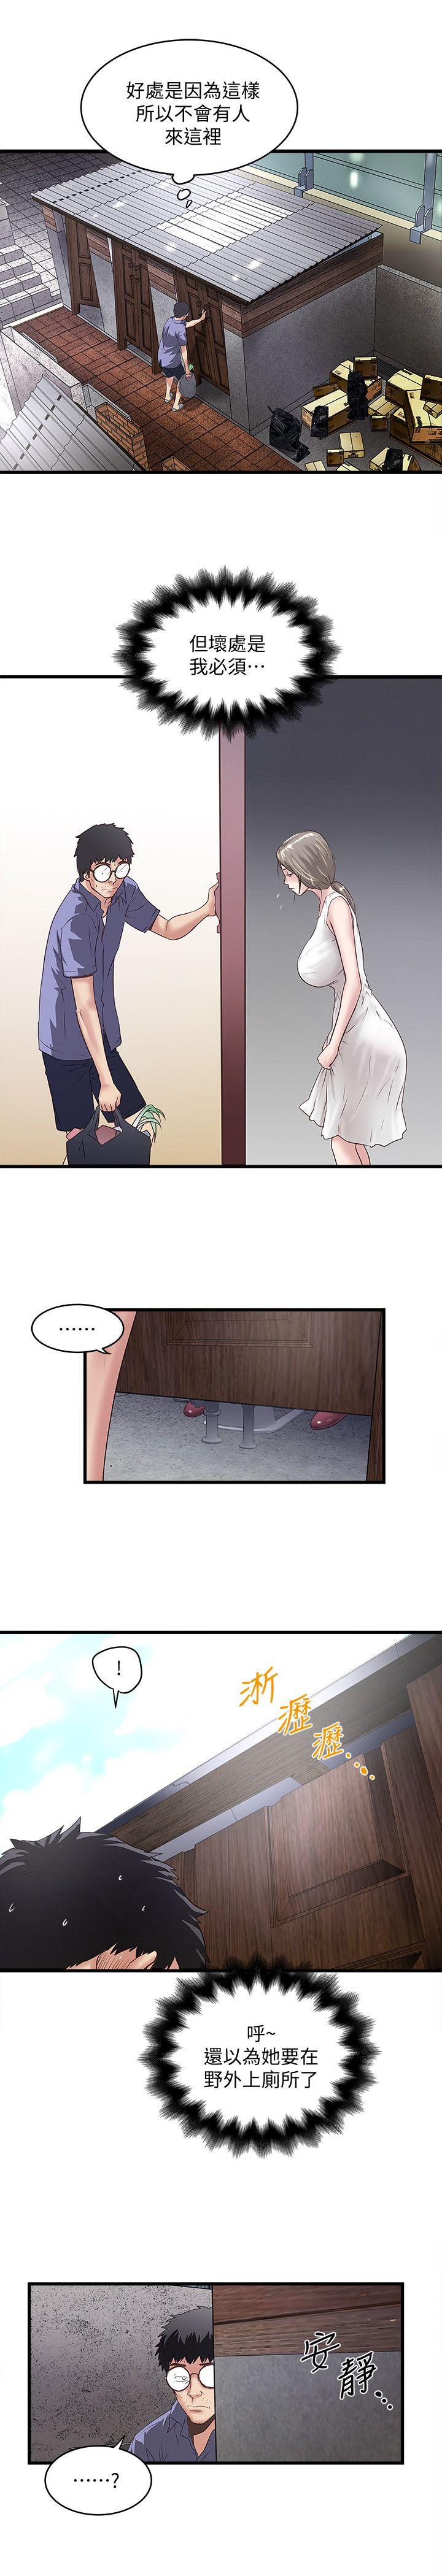 好處是因為這樣
所以不會有人
來這裡
但壞處是
我必須…
……
!
淅
瀝
瀝…
呼~
還以為她要在
野外上廁所了
安
靜…
……?